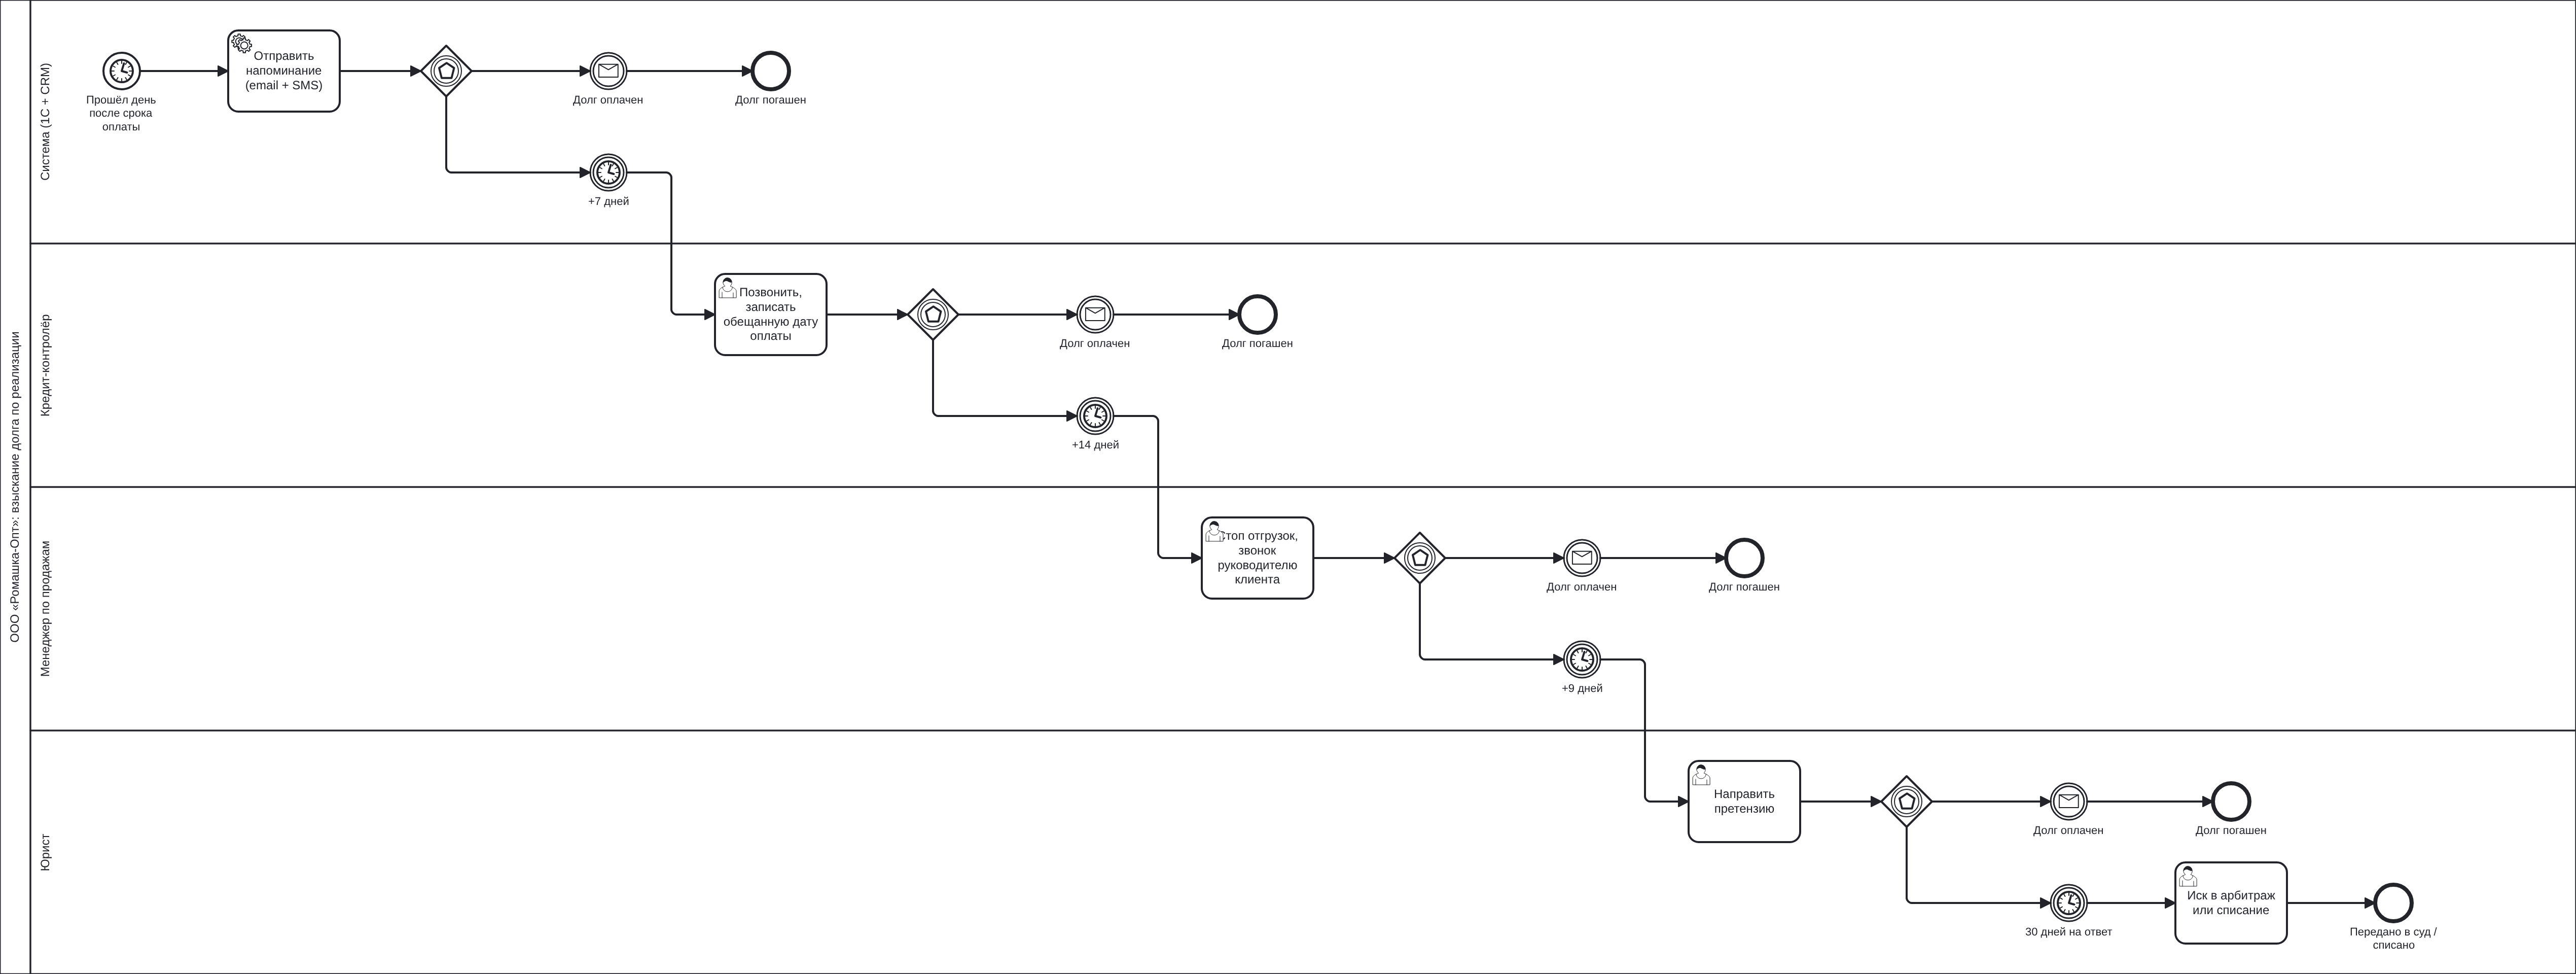 ООО «Ромашка-Опт»: взыскание долга по реализации
Система (1С + CRM)
Прошёл день
после срока
оплаты
Отправить
напоминание
(email + SMS)
Долг оплачен
Долг погашен
+7 дней
Кредит-контролёр
Позвонить,
записать
обещанную дату
оплаты
Долг оплачен
Долг погашен
+14 дней
Менеджер по продажам
Стоп отгрузок,
звонок
руководителю
клиента
Долг оплачен
Долг погашен
+9 дней
Юрист
Направить
претензию
Долг оплачен
Долг погашен
30 дней на ответ
Иск в арбитраж
или списание
Передано в суд /
списано